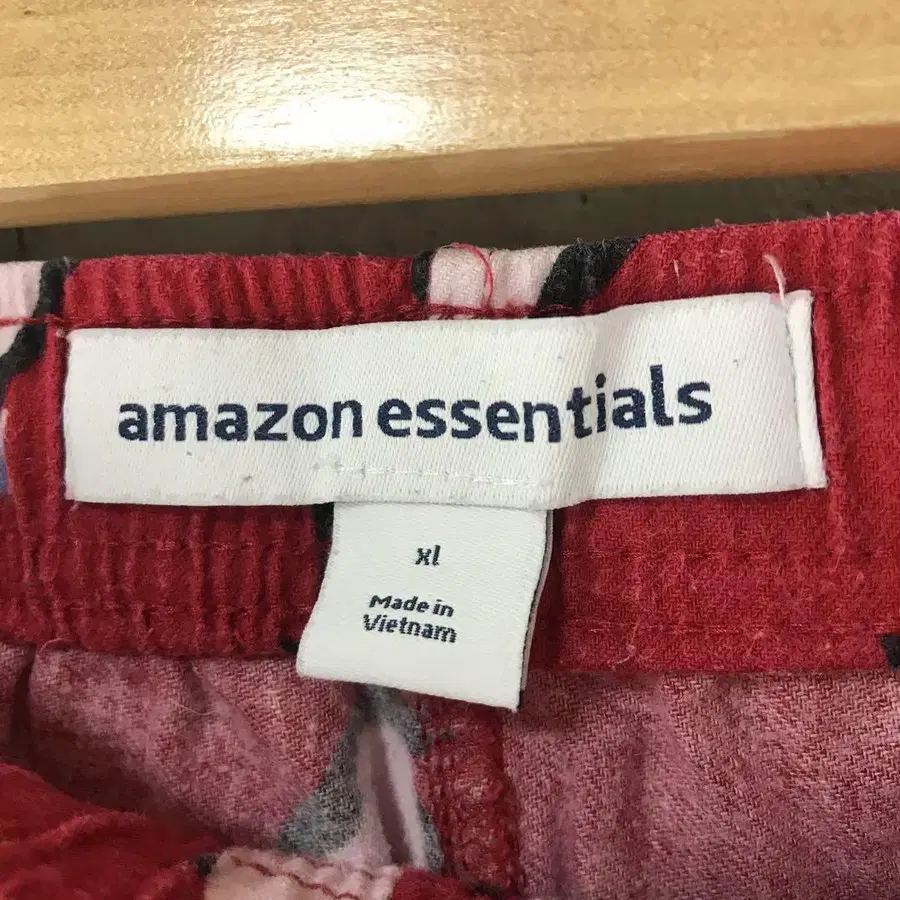 amazon essentials
xl
Made in
Vietnam